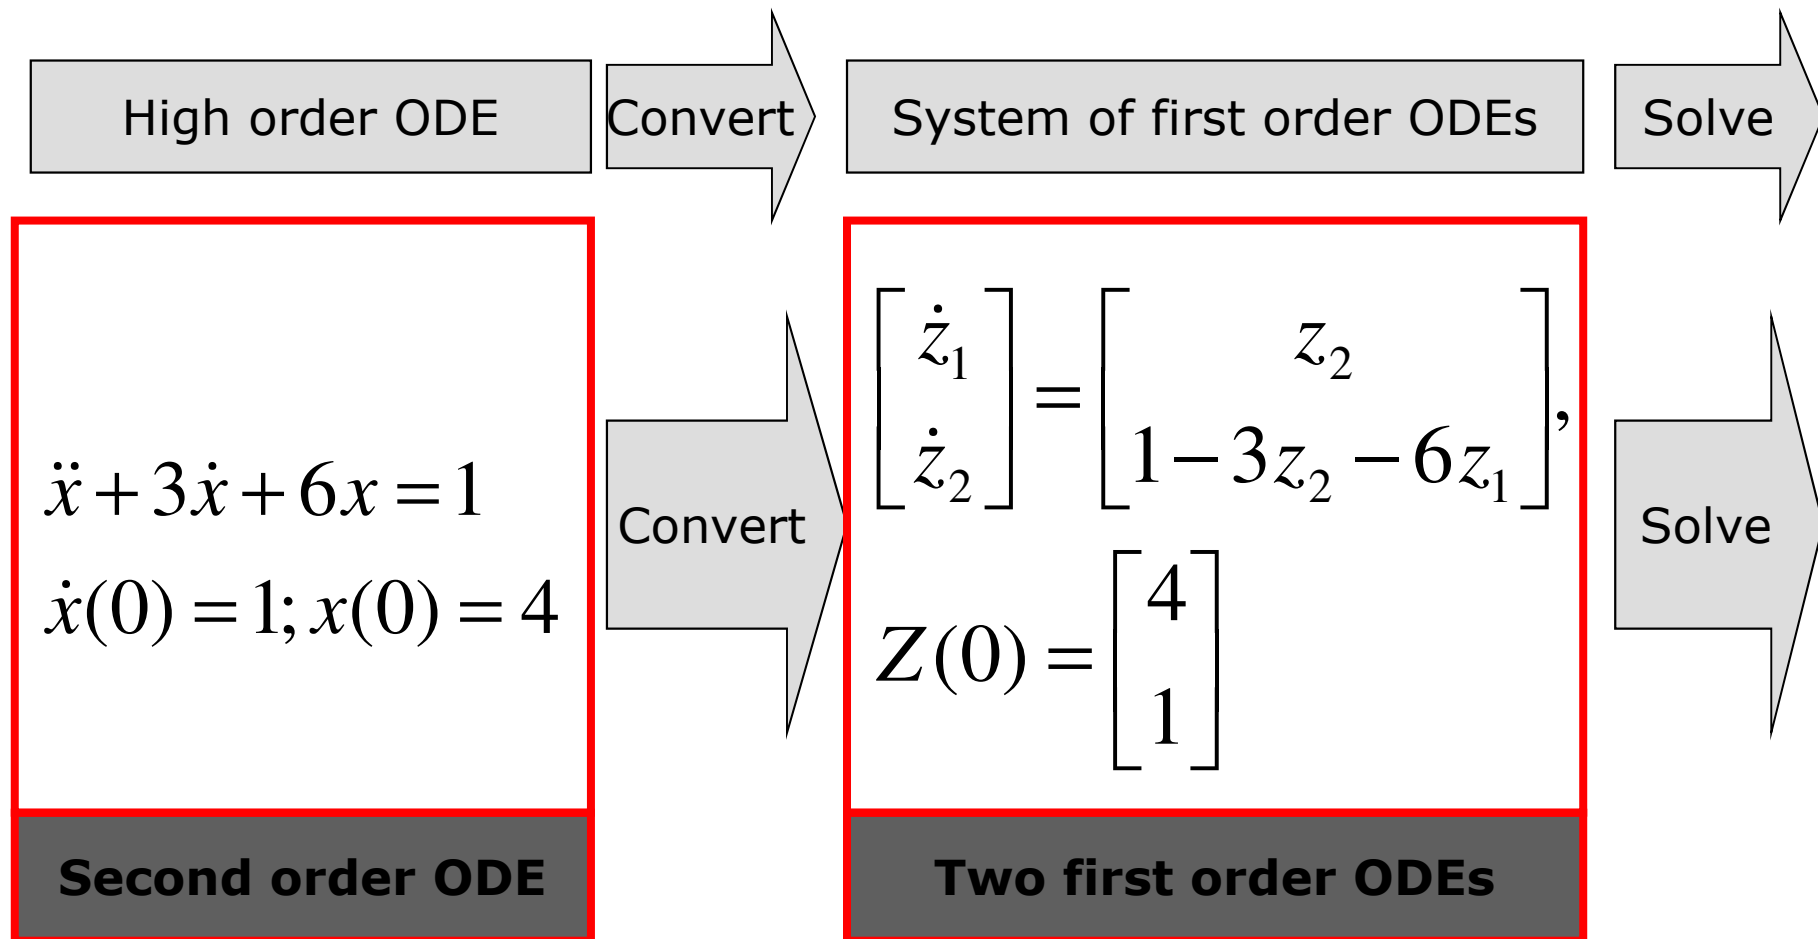 High order ODE
Convert
System of first order ODEs
Solve
ẍ + 3ẋ + 6x = 1
ẋ(0) = 1; x(0) = 4
Convert
[ż₁ ż₂] = [z₂ 1 − 3z₂ − 6z₁],
Z(0) = [4 1]
Solve
Second order ODE
Two first order ODEs